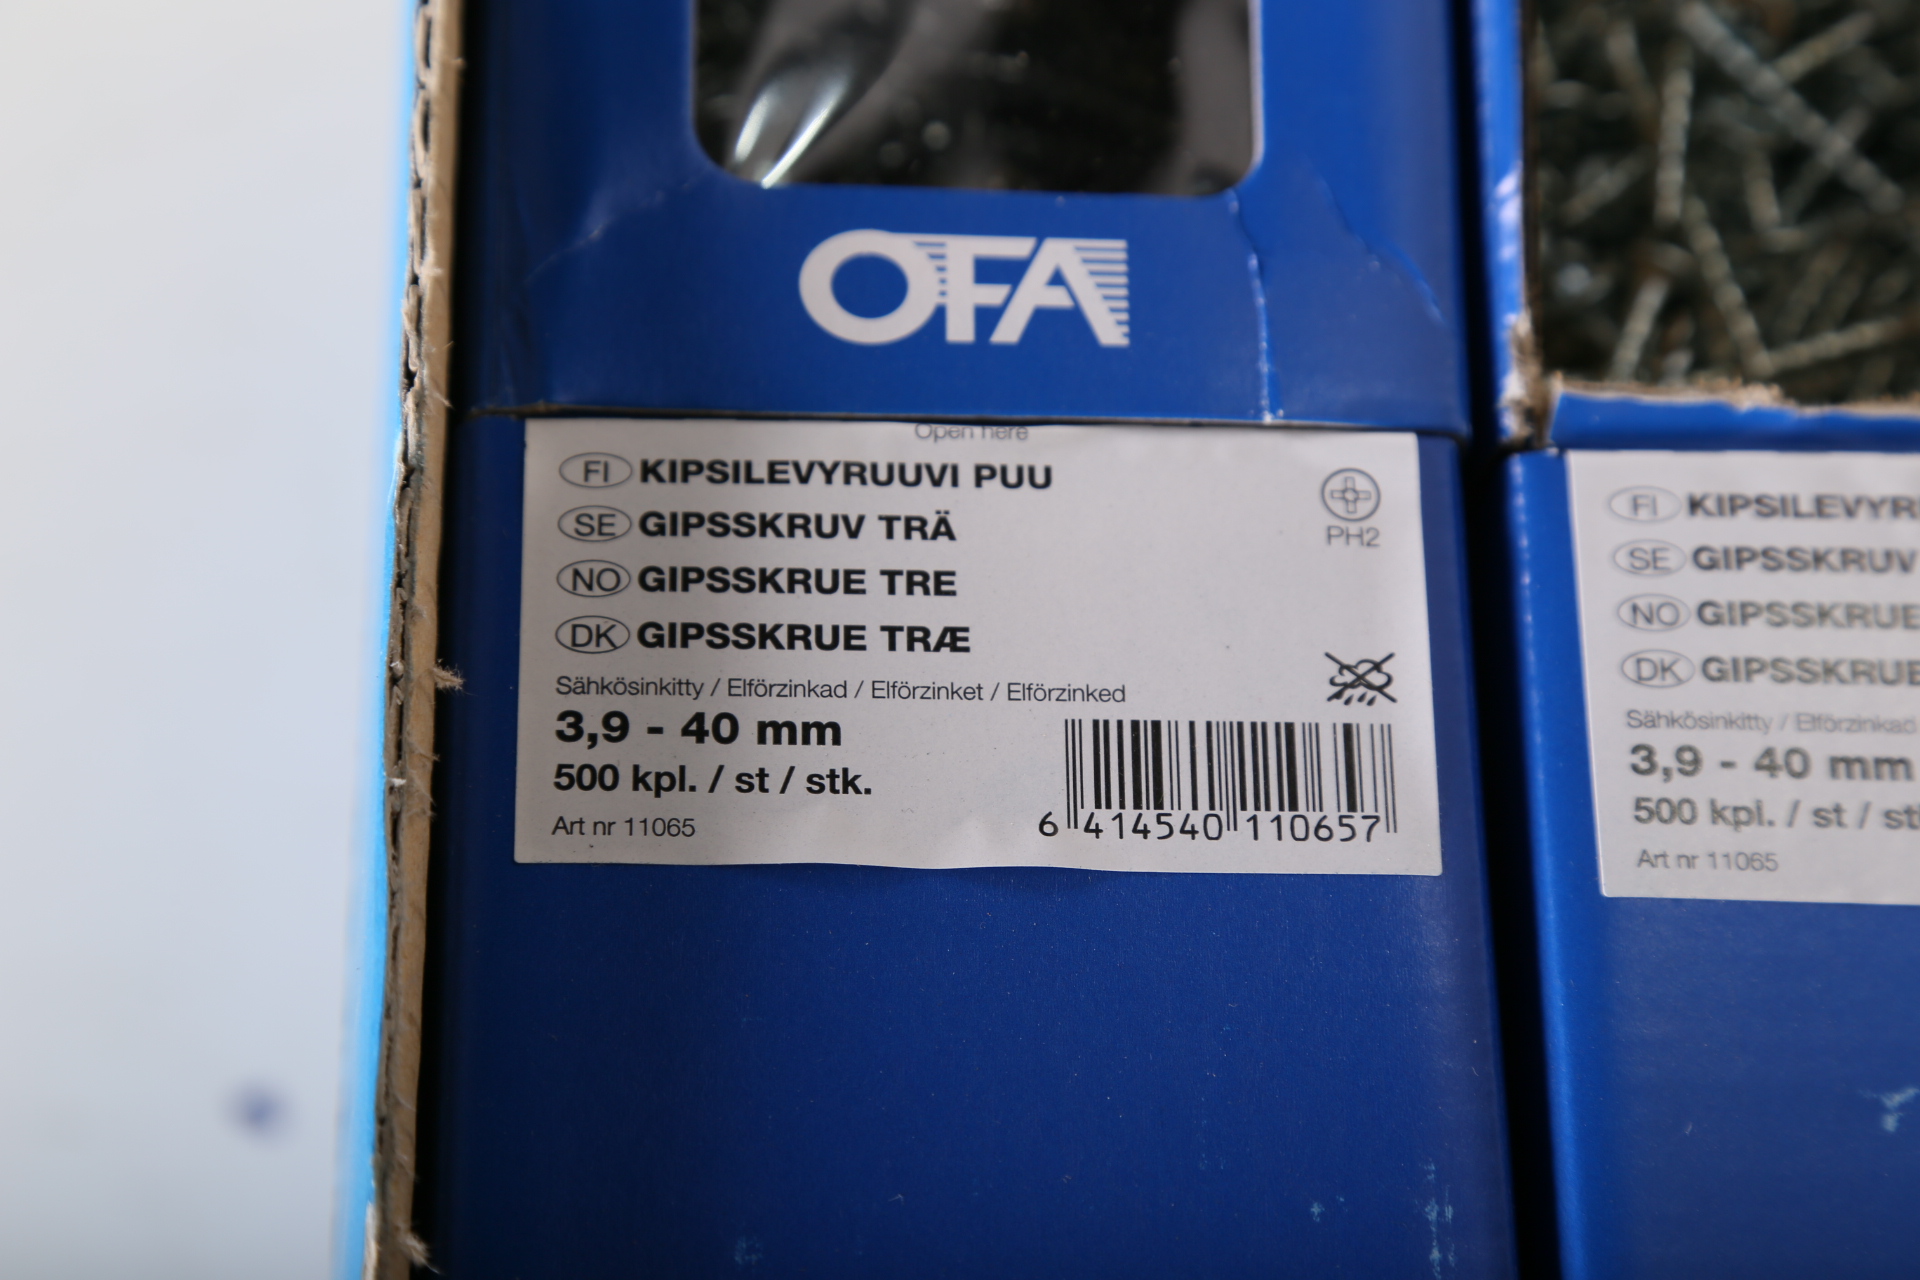 OFA
Open here
FI KIPSILEVYRUUVI PUU
SE GIPSSKRUV TRÄ
NO GIPSSKRUE TRE
DK GIPSSKRUE TRÆ
PH2
Sähkösinkitty / Elförzinkad / Elförzinket / Elförzinked
3,9 - 40 mm
500 kpl. / st / stk.
Art nr 11065
6 414540 110657
FI
SE GIPSSKRUV
NO GIPSSKRUE
DK GIPSSKRUE
Sähkösinkitty / Elförzinkad
3,9 - 40 mm
500 kpl. / st /
Art nr 11065